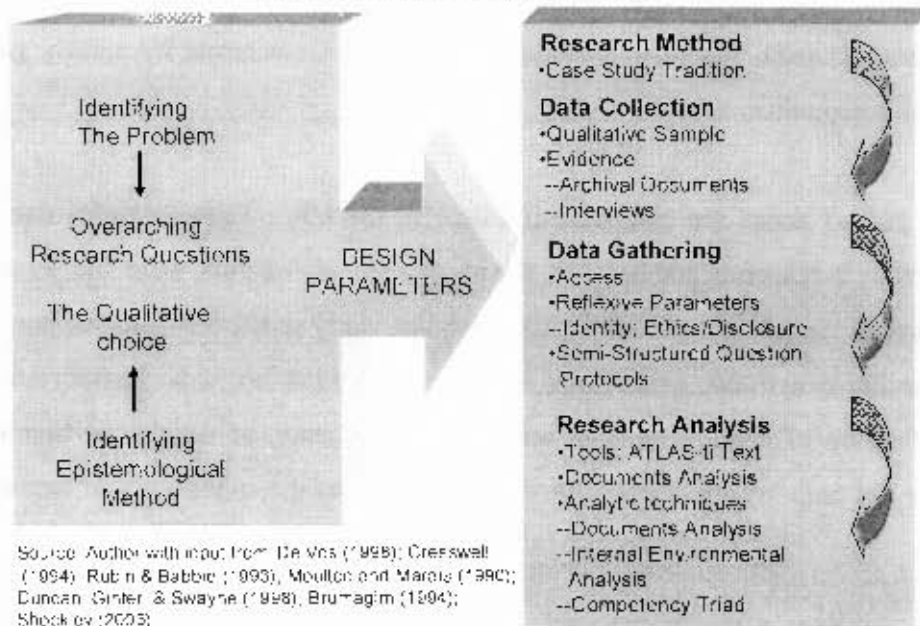 Identifying
The Problem
Overarching
Research Questions
The Qualitative
choice
Identifying
Epistemological
Method
DESIGN
PARAMETERS
Research Method
•Case Study Tradition
Data Collection
•Qualitative Sample
•Evidence
--Archival Documents
--Interviews
Data Gathering
•Access
•Reflexive Parameters
--Identity; Ethics/Disclosure
•Semi-Structured Question
Protocols
Research Analysis
•Tools: ATLAS-ti Text
•Documents Analysis
•Analytic techniques
--Documents Analysis
--Internal Environmental
Analysis
--Competency Triad
Source: Author with input from De Vos (1998); Cresswell
(1994), Rubin & Babbie (1993), Moulton and Marais (1990);
Duncan, Ginter, & Swayne (1998), Brumagim (1994);
Shockley (2003)